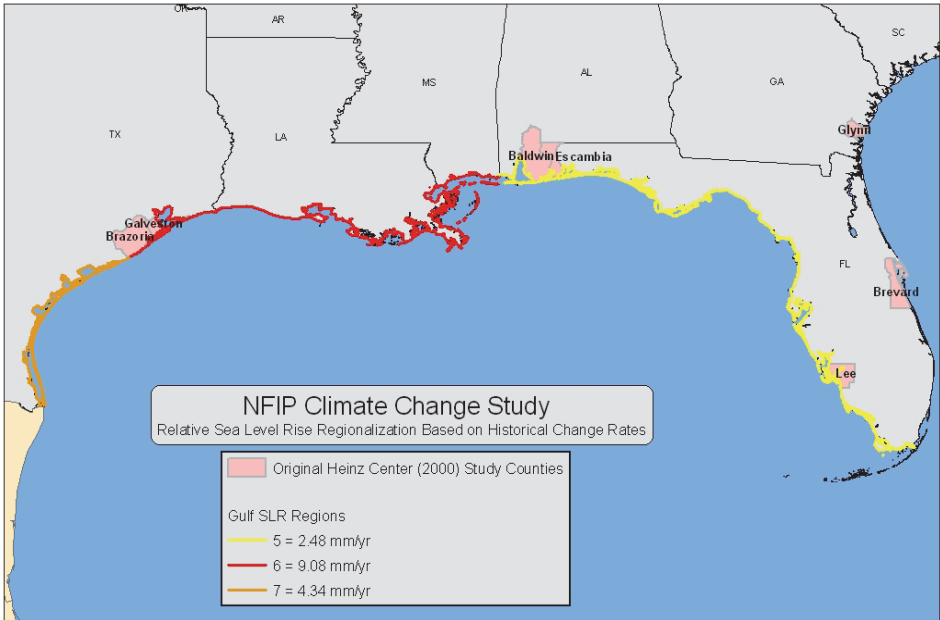 OK
AR
SC
MS
AL
GA
TX
LA
Glynn
Baldwin Escambia
Galveston
Brazoria
FL
Brevard
Lee
NFIP Climate Change Study
Relative Sea Level Rise Regionalization Based on Historical Change Rates
Original Heinz Center (2000) Study Counties
Gulf SLR Regions
5 = 2.48 mm/yr
6 = 9.08 mm/yr
7 = 4.34 mm/yr